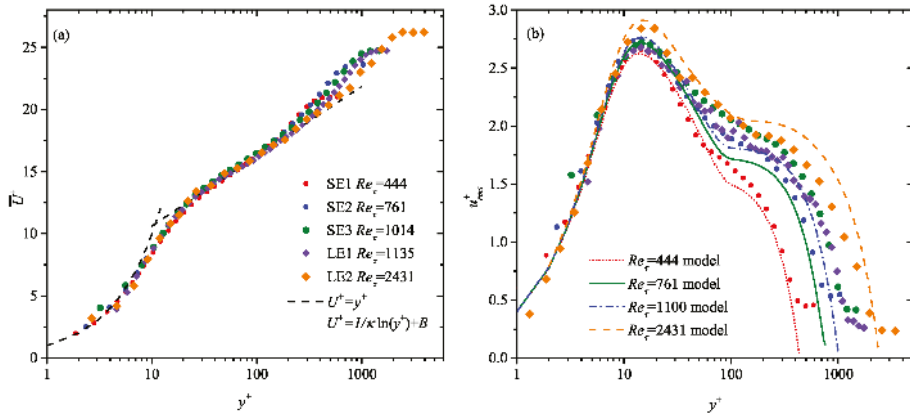 (a)
30
25
20
15
10
5
0
1
10
100
1000
U̅⁺
y⁺
SE1 Reτ=444
SE2 Reτ=761
SE3 Reτ=1014
LE1 Reτ=1135
LE2 Reτ=2431
U⁺=y⁺
U⁺=1/κ ln(y⁺)+B
(b)
3.0
2.5
2.0
1.5
1.0
0.5
0.0
1
10
100
1000
u⁺rms
y⁺
Reτ=444 model
Reτ=761 model
Reτ=1100 model
Reτ=2431 model